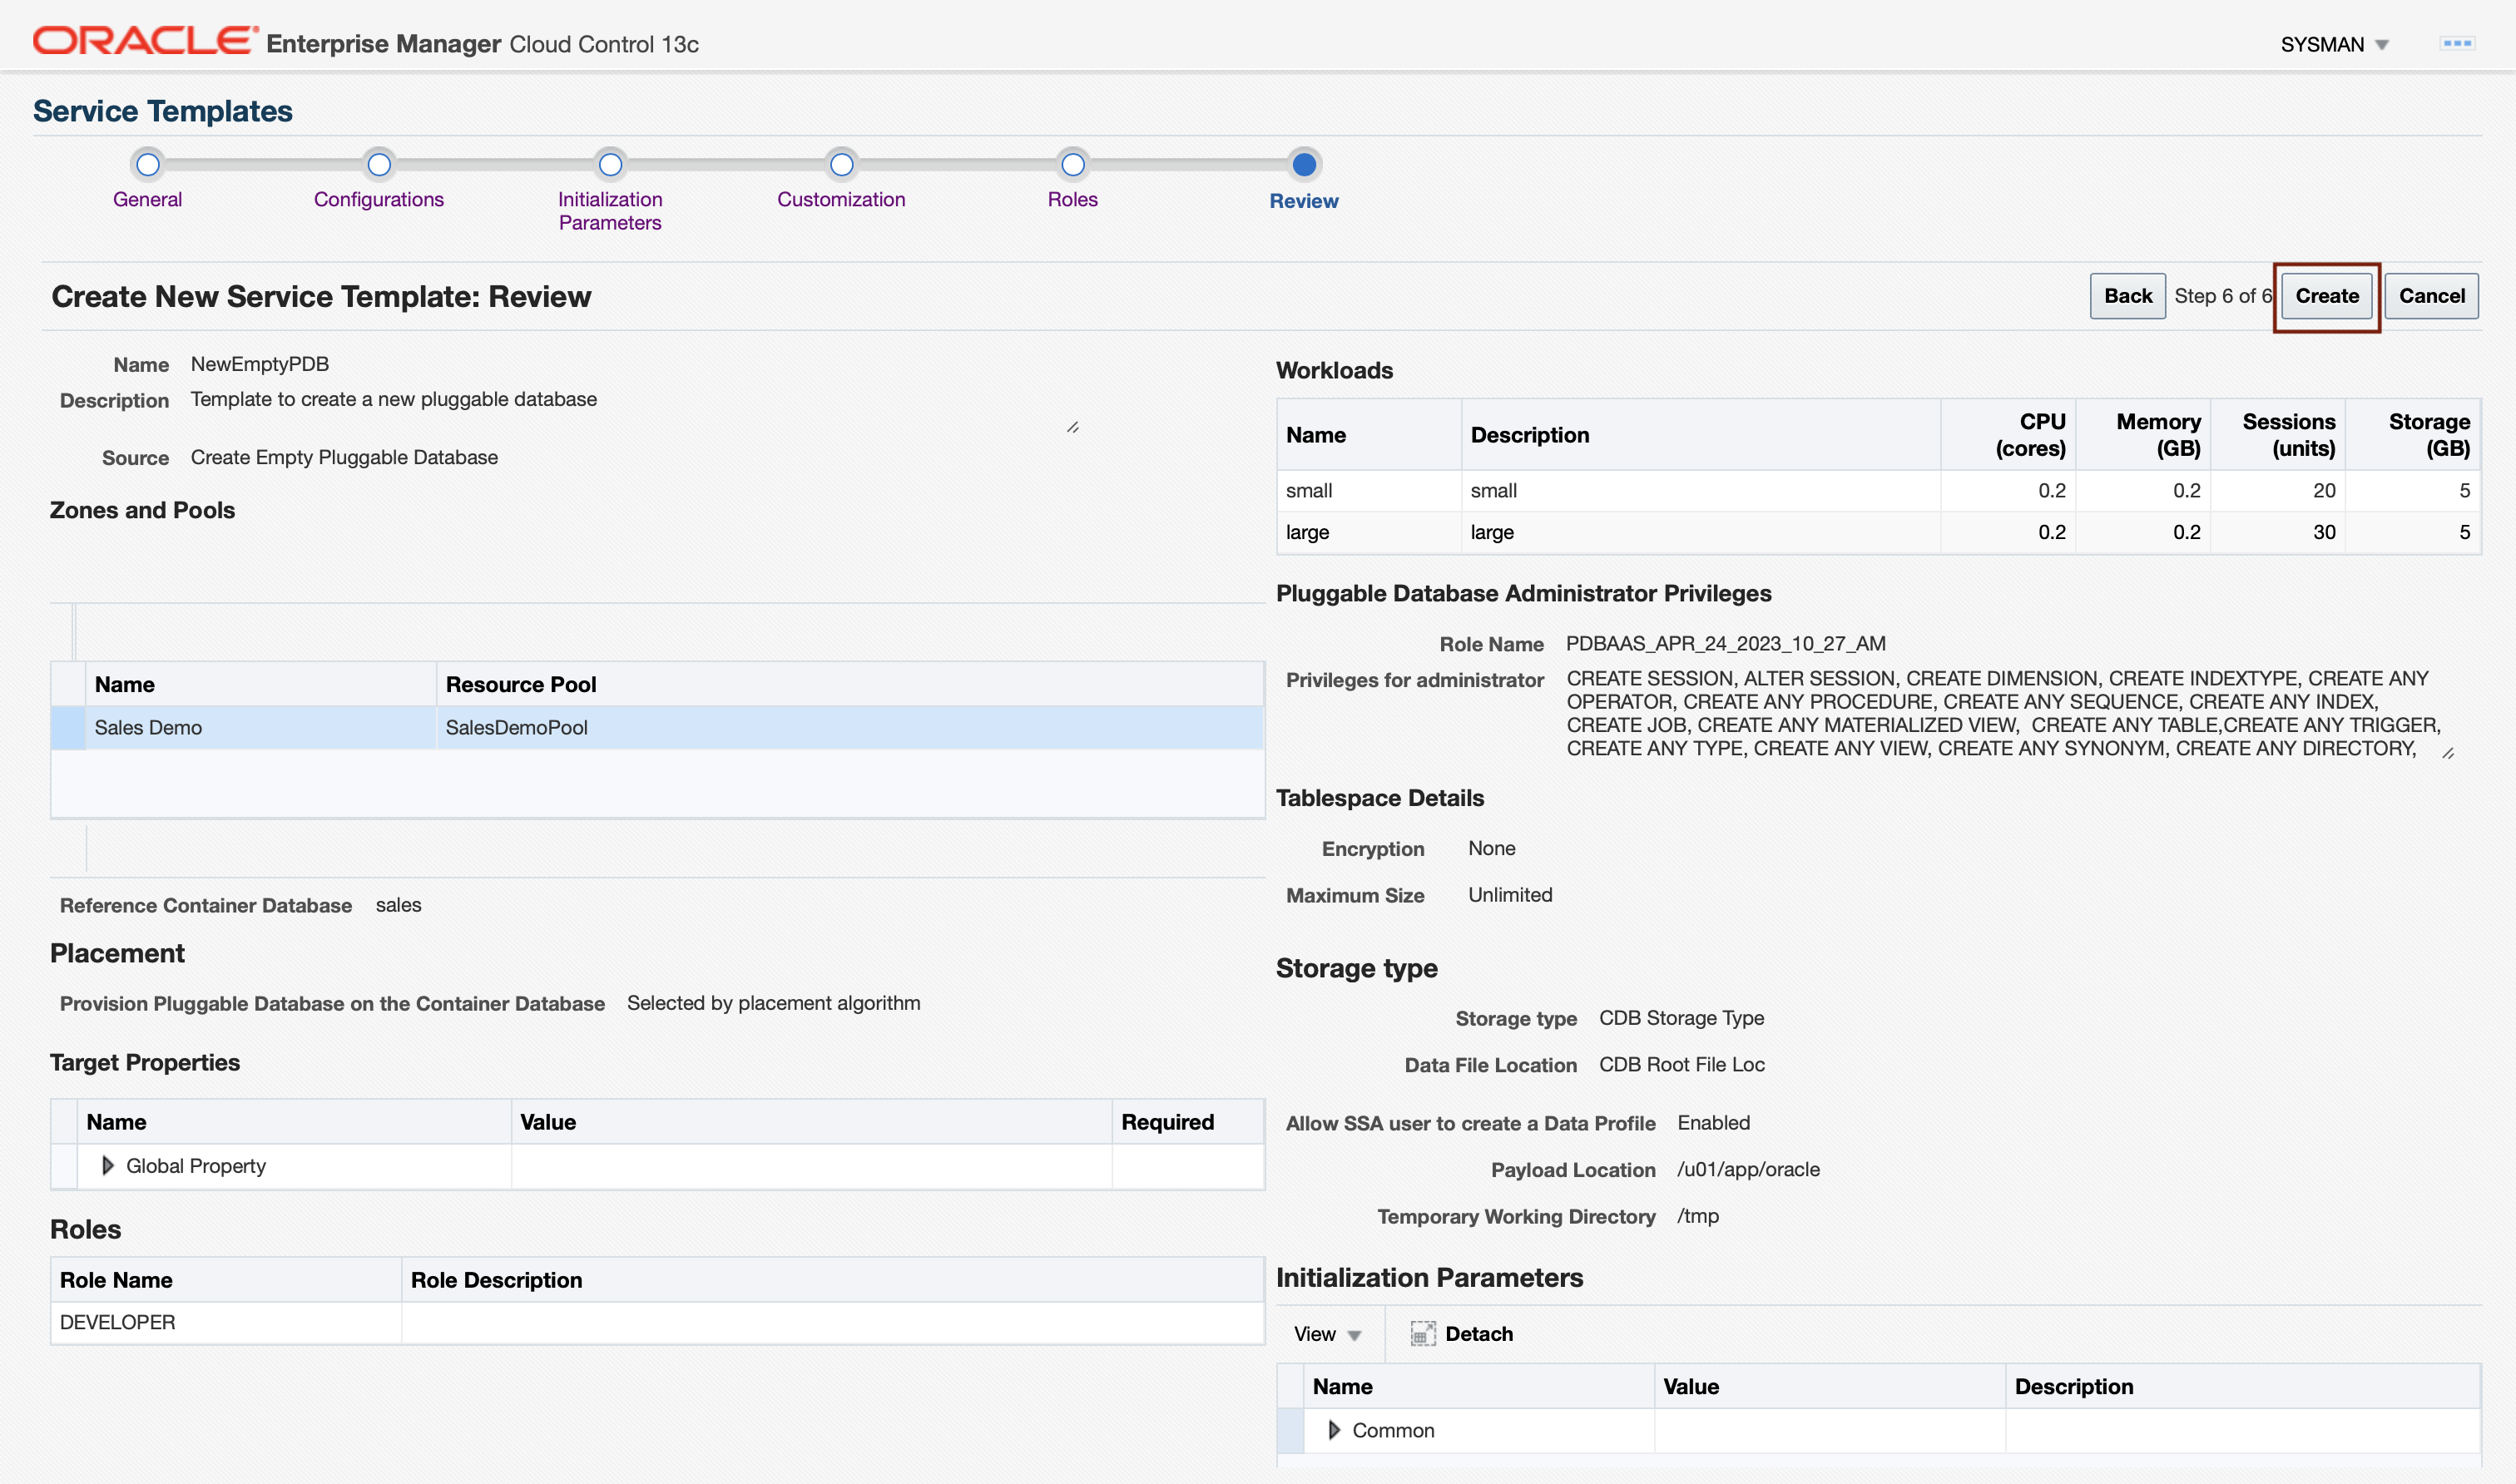 ORACLE Enterprise Manager Cloud Control 13c
SYSMAN
Service Templates
General
Configurations
Initialization
Parameters
Customization
Roles
Review
Create New Service Template: Review
Back Step 6 of 6 Create Cancel
Name NewEmptyPDB
Description Template to create a new pluggable database
Source Create Empty Pluggable Database
Zones and Pools
Name Resource Pool
Sales Demo SalesDemoPool
Reference Container Database sales
Placement
Provision Pluggable Database on the Container Database Selected by placement algorithm
Target Properties
Name Value Required
Global Property
Roles
Role Name Role Description
DEVELOPER
Workloads
Name Description CPU (cores) Memory (GB) Sessions (units) Storage (GB)
small small 0.2 0.2 20 5
large large 0.2 0.2 30 5
Pluggable Database Administrator Privileges
Role Name PDBAAS_APR_24_2023_10_27_AM
Privileges for administrator CREATE SESSION, ALTER SESSION, CREATE DIMENSION, CREATE INDEXTYPE, CREATE ANY
OPERATOR, CREATE ANY PROCEDURE, CREATE ANY SEQUENCE, CREATE ANY INDEX,
CREATE JOB, CREATE ANY MATERIALIZED VIEW, CREATE ANY TABLE,CREATE ANY TRIGGER,
CREATE ANY TYPE, CREATE ANY VIEW, CREATE ANY SYNONYM, CREATE ANY DIRECTORY,
Tablespace Details
Encryption None
Maximum Size Unlimited
Storage type
Storage type CDB Storage Type
Data File Location CDB Root File Loc
Allow SSA user to create a Data Profile Enabled
Payload Location /u01/app/oracle
Temporary Working Directory /tmp
Initialization Parameters
View Detach
Name Value Description
Common